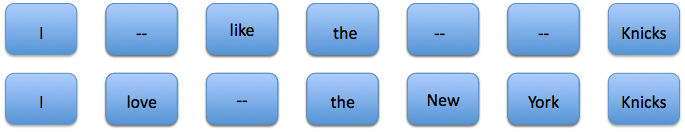 I -- like the -- -- Knicks
I love -- the New York Knicks